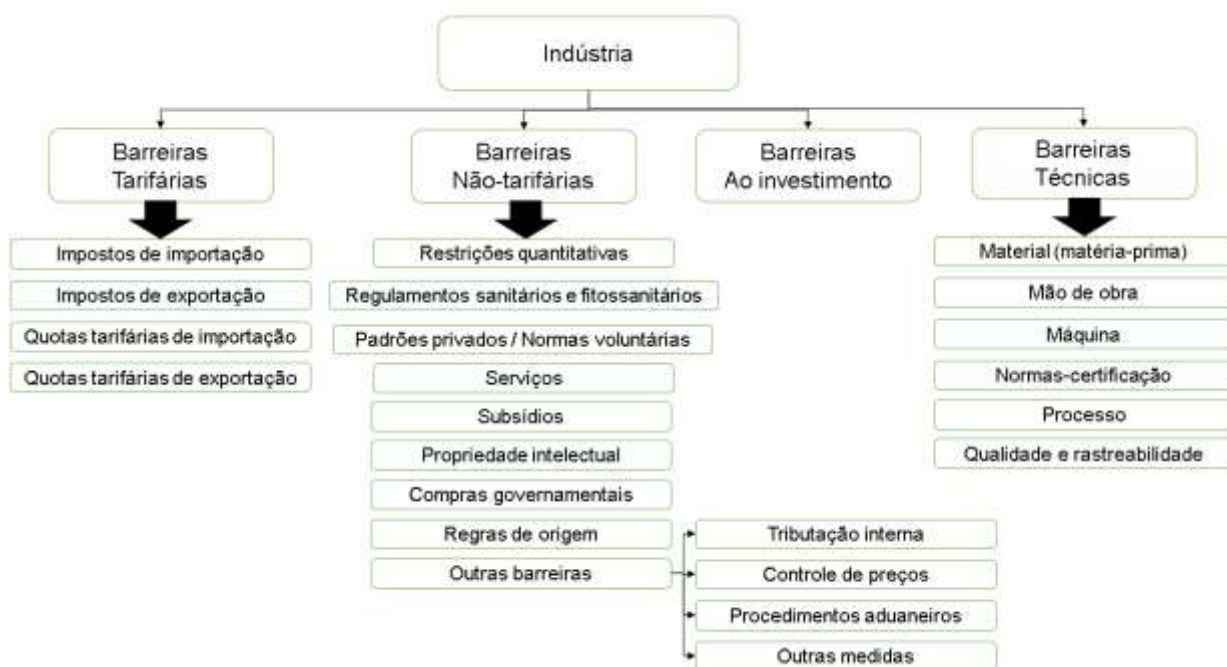 Indústria
Barreiras
Tarifárias
Impostos de importação
Impostos de exportação
Quotas tarifárias de importação
Quotas tarifárias de exportação
Barreiras
Não-tarifárias
Restrições quantitativas
Regulamentos sanitários e fitossanitários
Padrões privados / Normas voluntárias
Serviços
Subsídios
Propriedade intelectual
Compras governamentais
Regras de origem
Outras barreiras
Tributação interna
Controle de preços
Procedimentos aduaneiros
Outras medidas
Barreiras
Ao investimento
Barreiras
Técnicas
Material (matéria-prima)
Mão de obra
Máquina
Normas-certificação
Processo
Qualidade e rastreabilidade